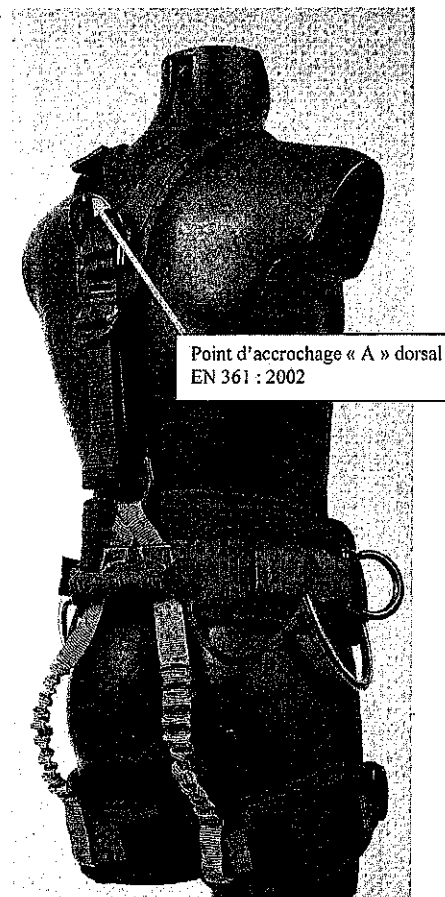 Point d'accrochage « A » dorsal
EN 361 : 2002